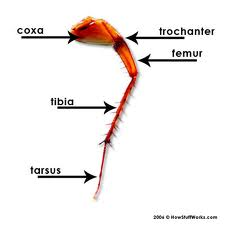 coxa
trochanter
femur
tibia
tarsus
2006 © HowStuffWorks.com